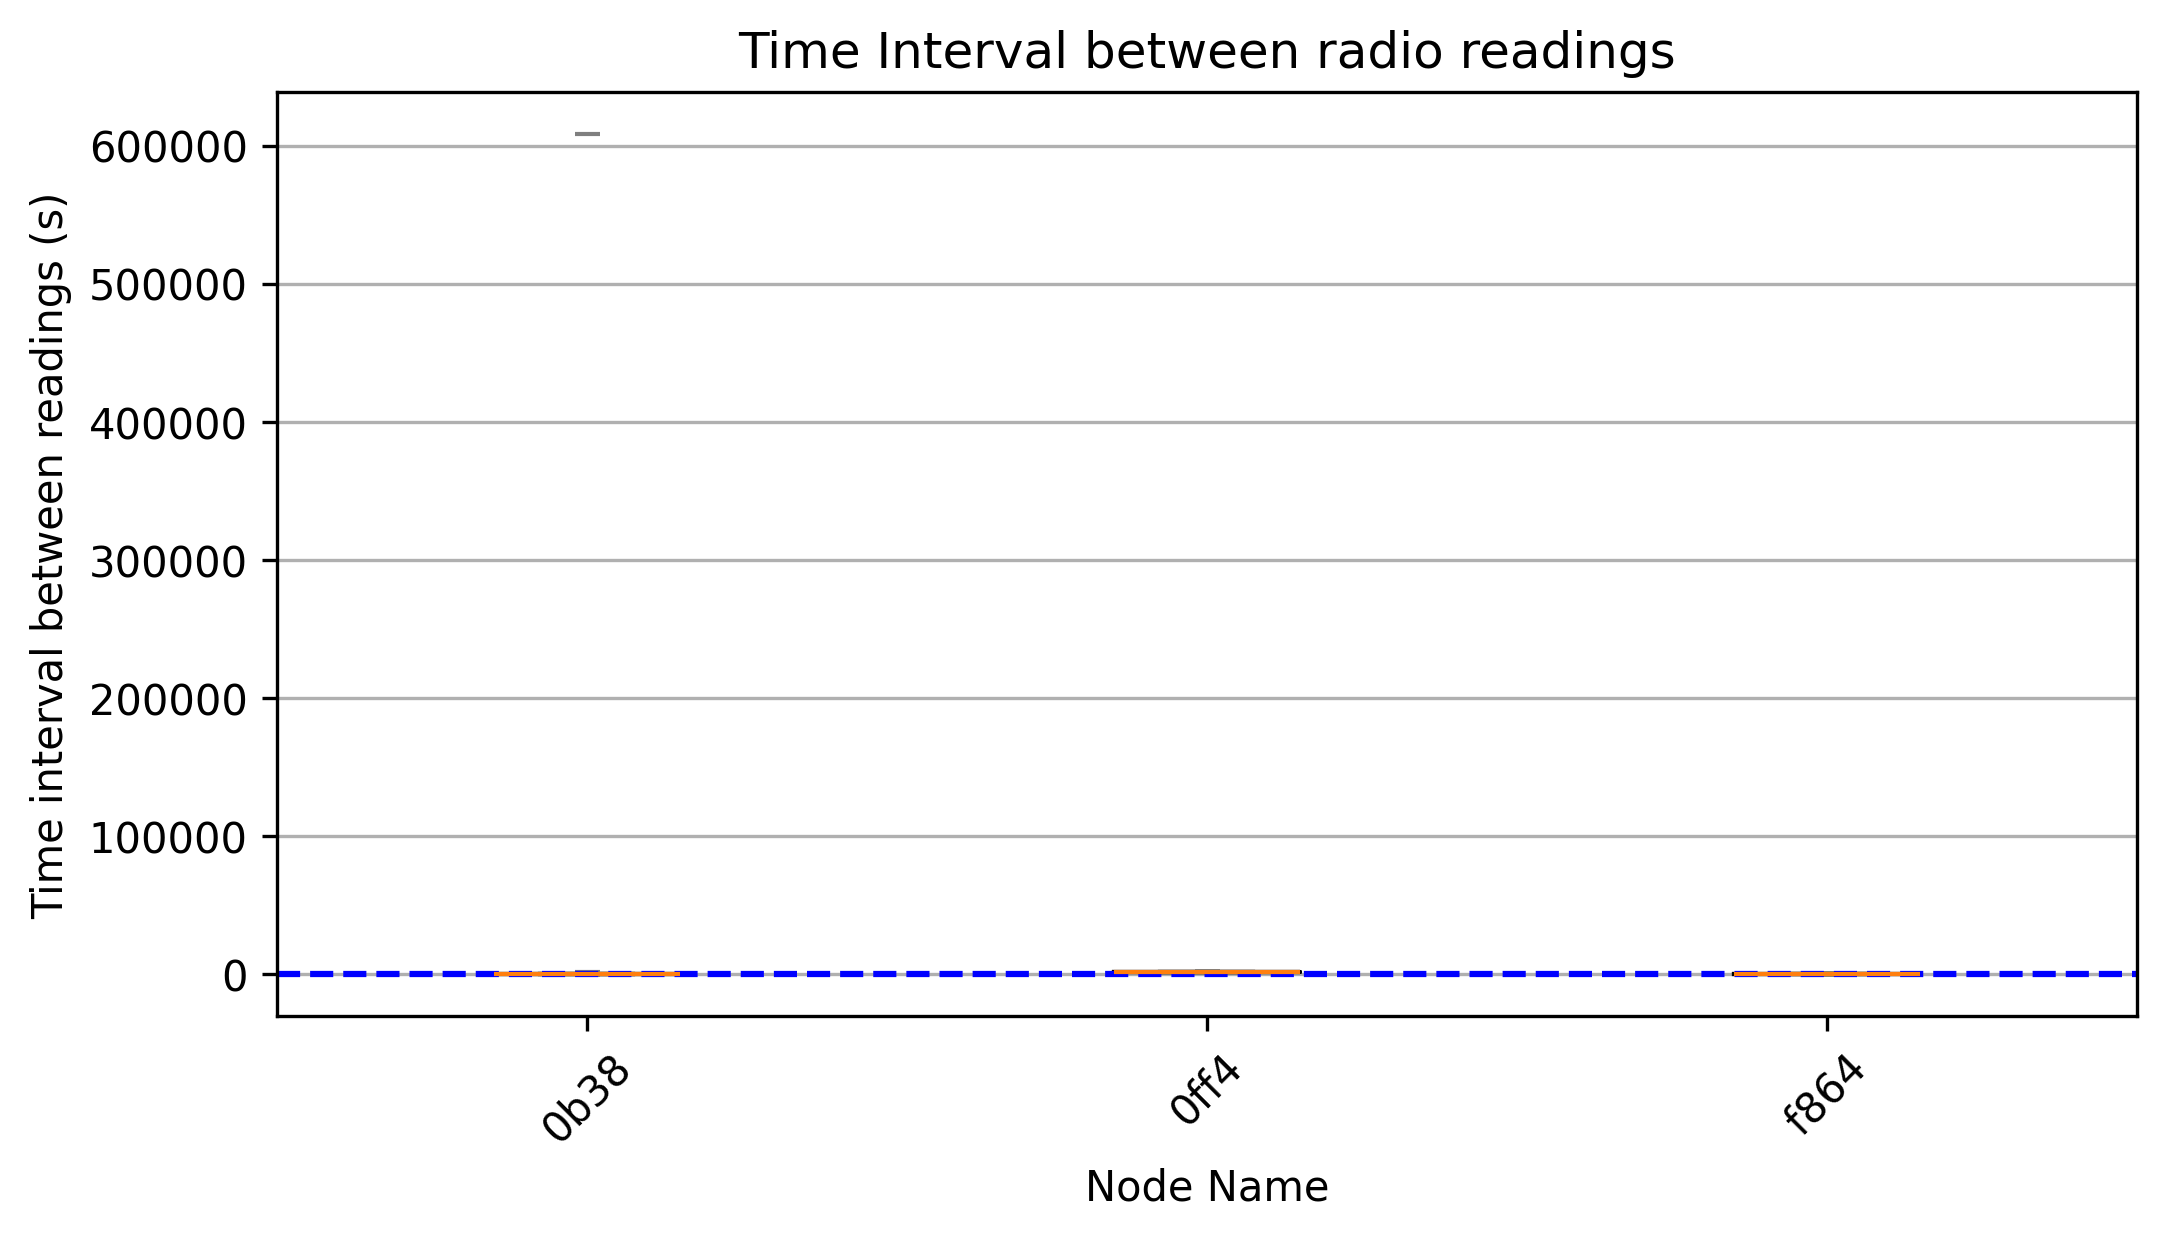 Time Interval between radio readings
Time interval between readings (s)
600000
500000
400000
300000
200000
100000
0
0b38
0ff4
f864
Node Name